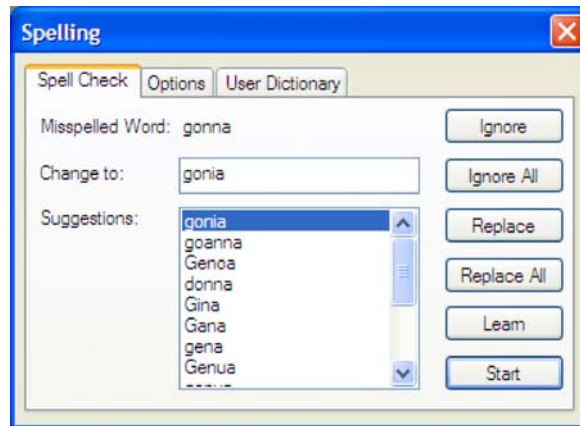 Spelling
Spell Check Options User Dictionary
Misspelled Word: gonna Ignore
Change to: gonia Ignore All
Suggestions: gonia Replace
goanna
Genoa
donna Replace All
Gina
Gana Learn
gena
Genua Start